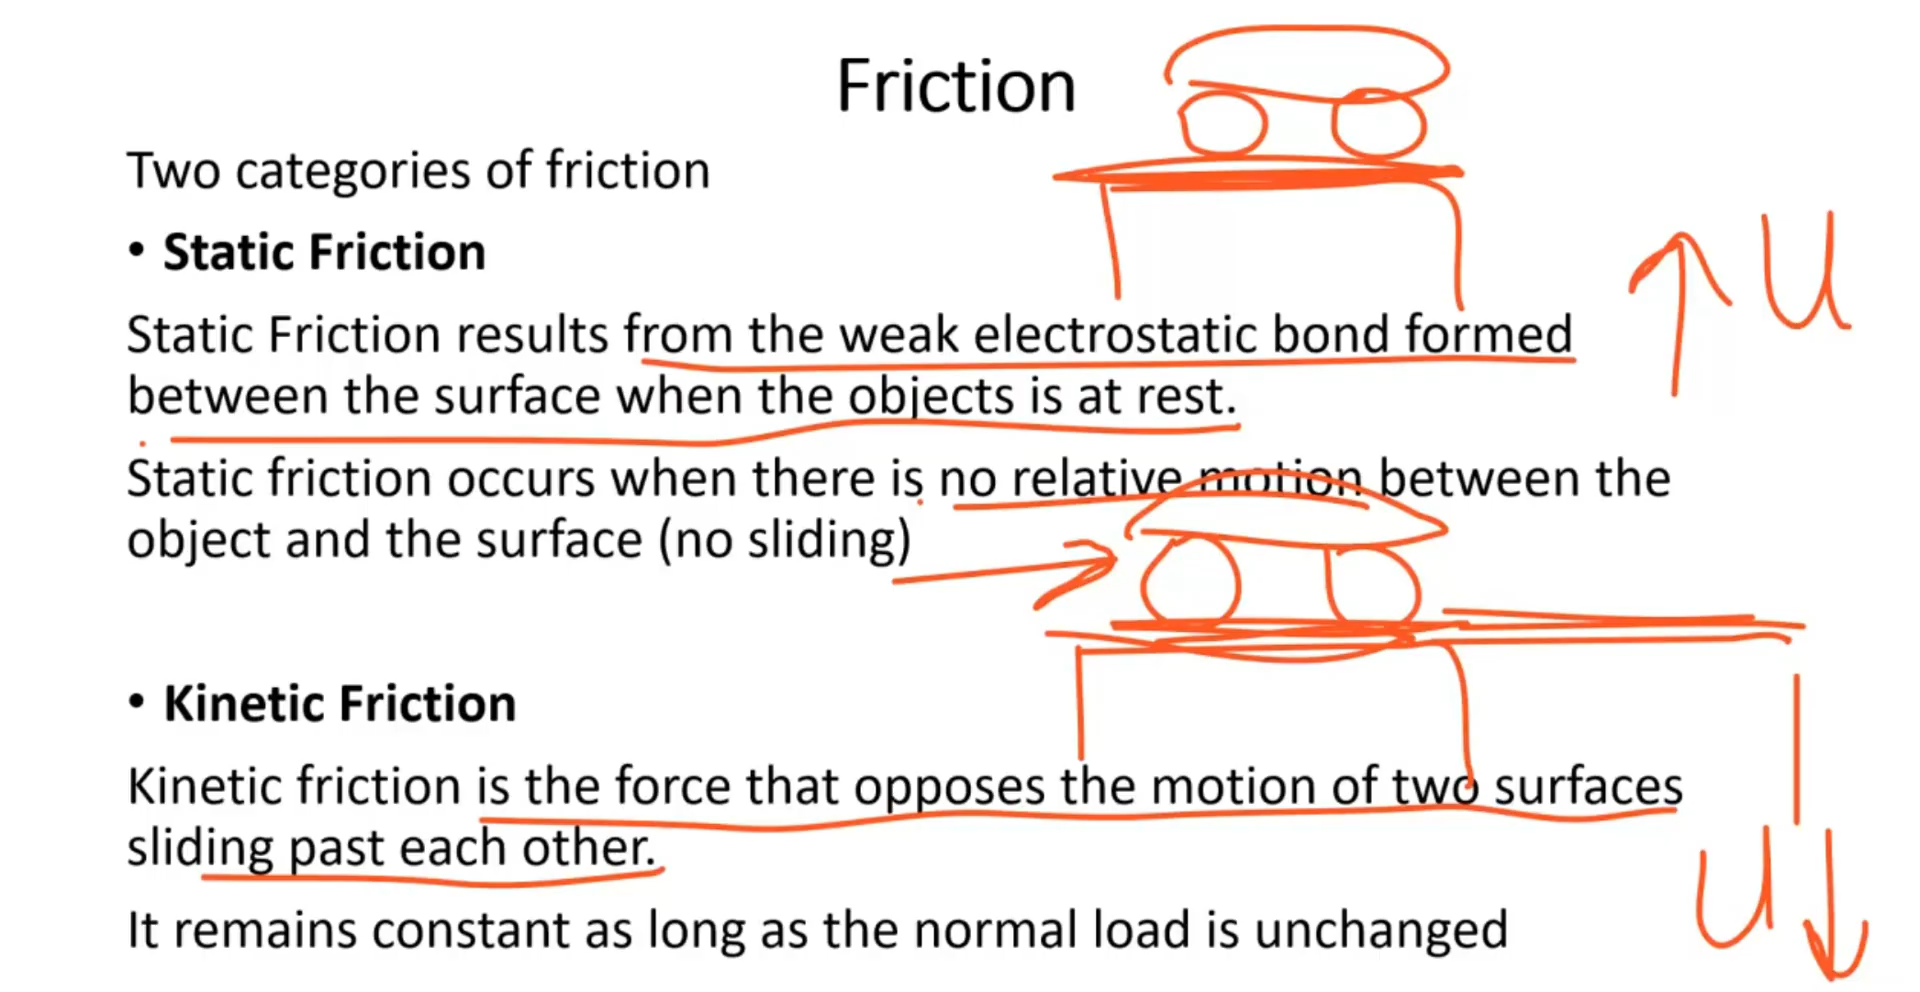 Friction
Two categories of friction
• Static Friction
Static Friction results from the weak electrostatic bond formed
between the surface when the objects is at rest.
Static friction occurs when there is no relative motion between the
object and the surface (no sliding)
• Kinetic Friction
Kinetic friction is the force that opposes the motion of two surfaces
sliding past each other.
It remains constant as long as the normal load is unchanged
↑ u
u ↓